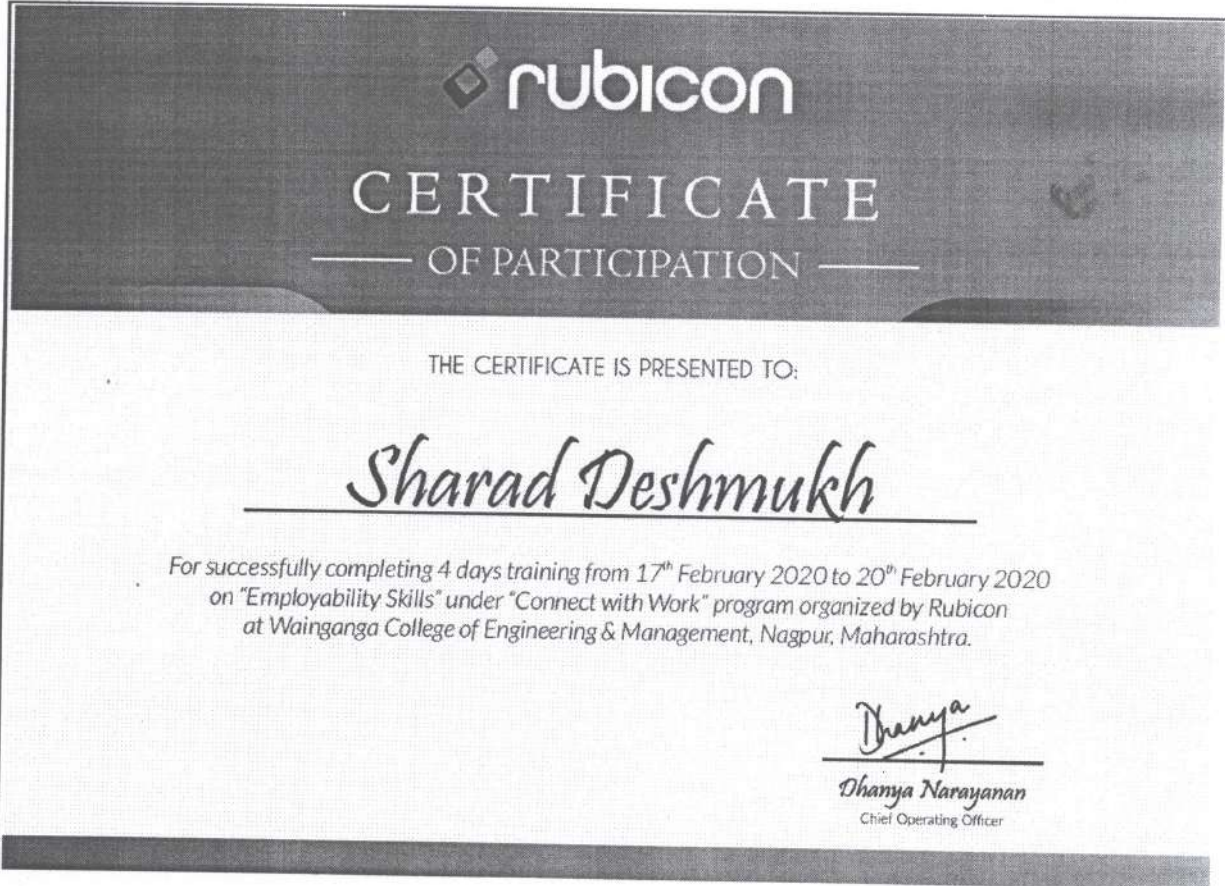 rubicon
CERTIFICATE
OF PARTICIPATION
THE CERTIFICATE IS PRESENTED TO:
Sharad Deshmukh
For successfully completing 4 days training from 17th February 2020 to 20th February 2020
on "Employability Skills" under "Connect with Work" program organized by Rubicon
at Wainganga College of Engineering & Management, Nagpur, Maharashtra.
Dhanya
Dhanya Narayanan
Chief Operating Officer